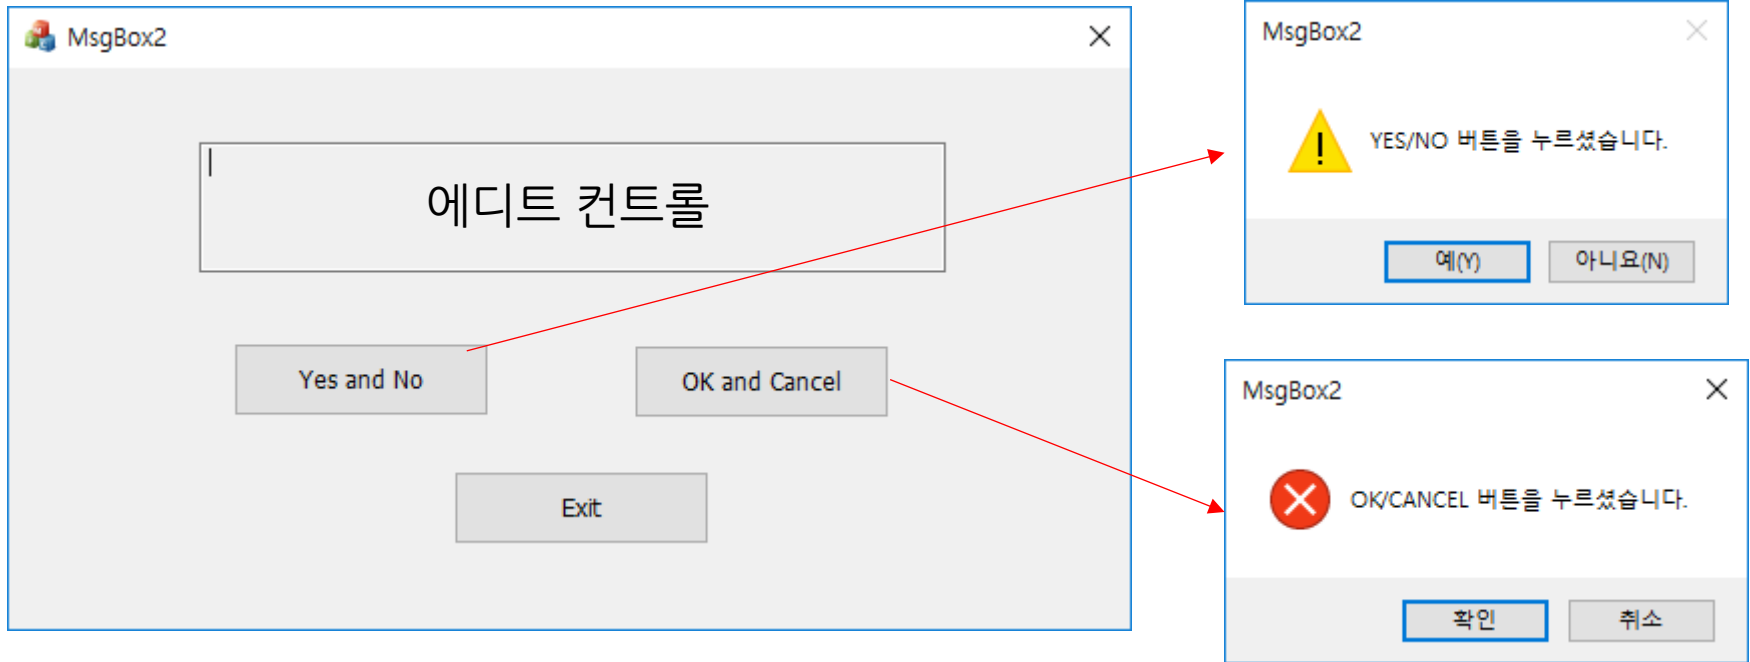 MsgBox2
에디트 컨트롤
Yes and No
OK and Cancel
Exit
MsgBox2
YES/NO 버튼을 누르셨습니다.
예(Y)
아니요(N)
MsgBox2
OK/CANCEL 버튼을 누르셨습니다.
확인
취소